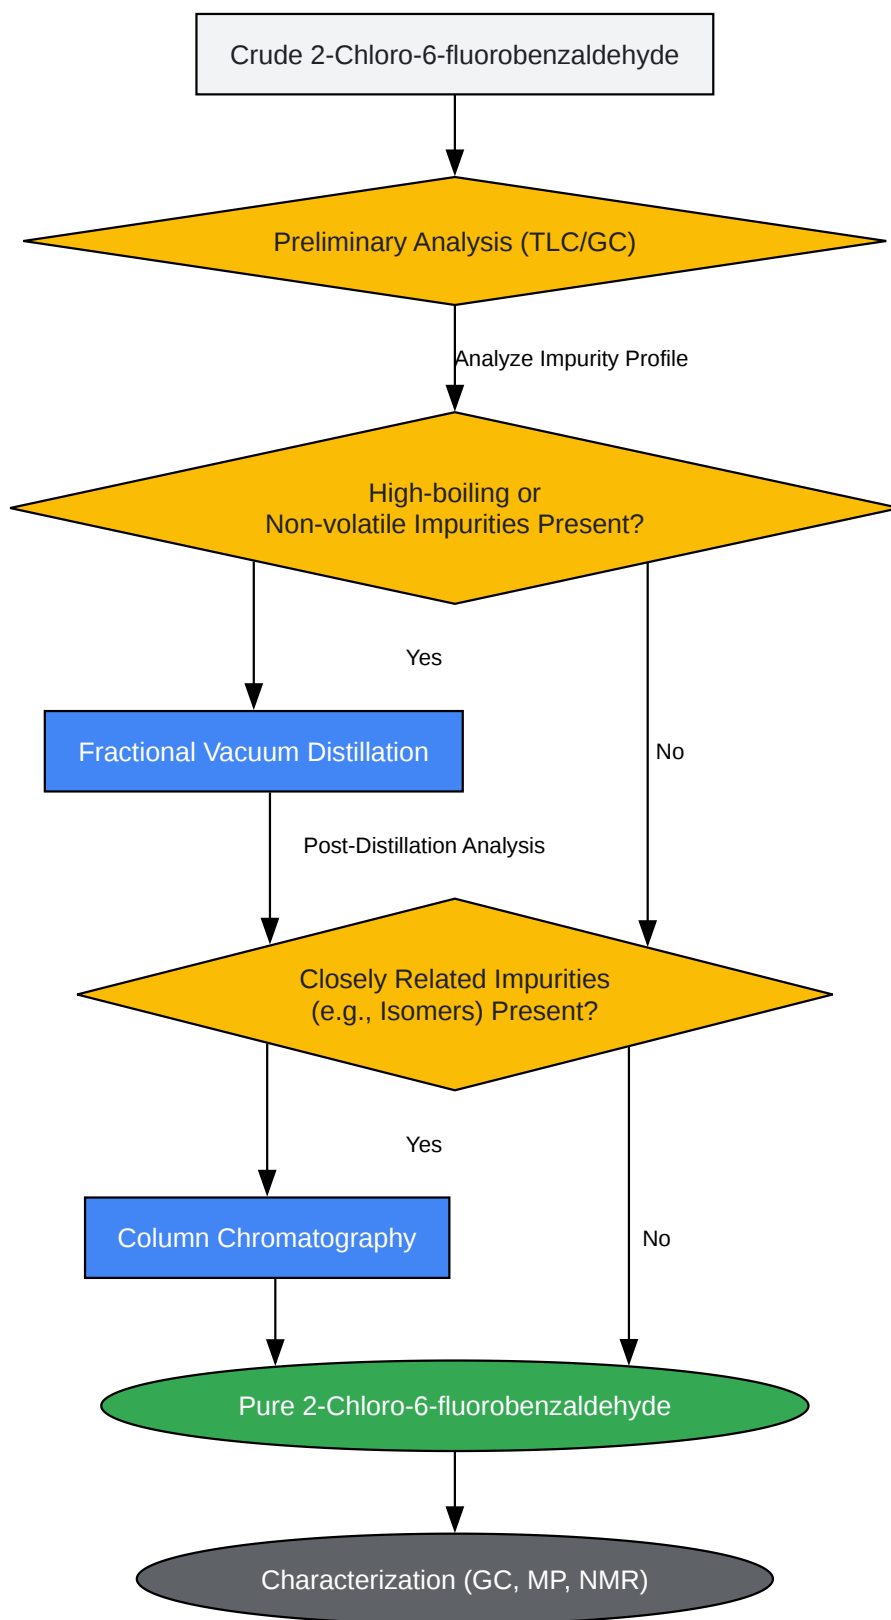 Crude 2-Chloro-6-fluorobenzaldehyde
Preliminary Analysis (TLC/GC)
Analyze Impurity Profile
High-boiling or
Non-volatile Impurities Present?
Yes
Fractional Vacuum Distillation
No
Post-Distillation Analysis
Closely Related Impurities
(e.g., Isomers) Present?
Yes
Column Chromatography
No
Pure 2-Chloro-6-fluorobenzaldehyde
Characterization (GC, MP, NMR)